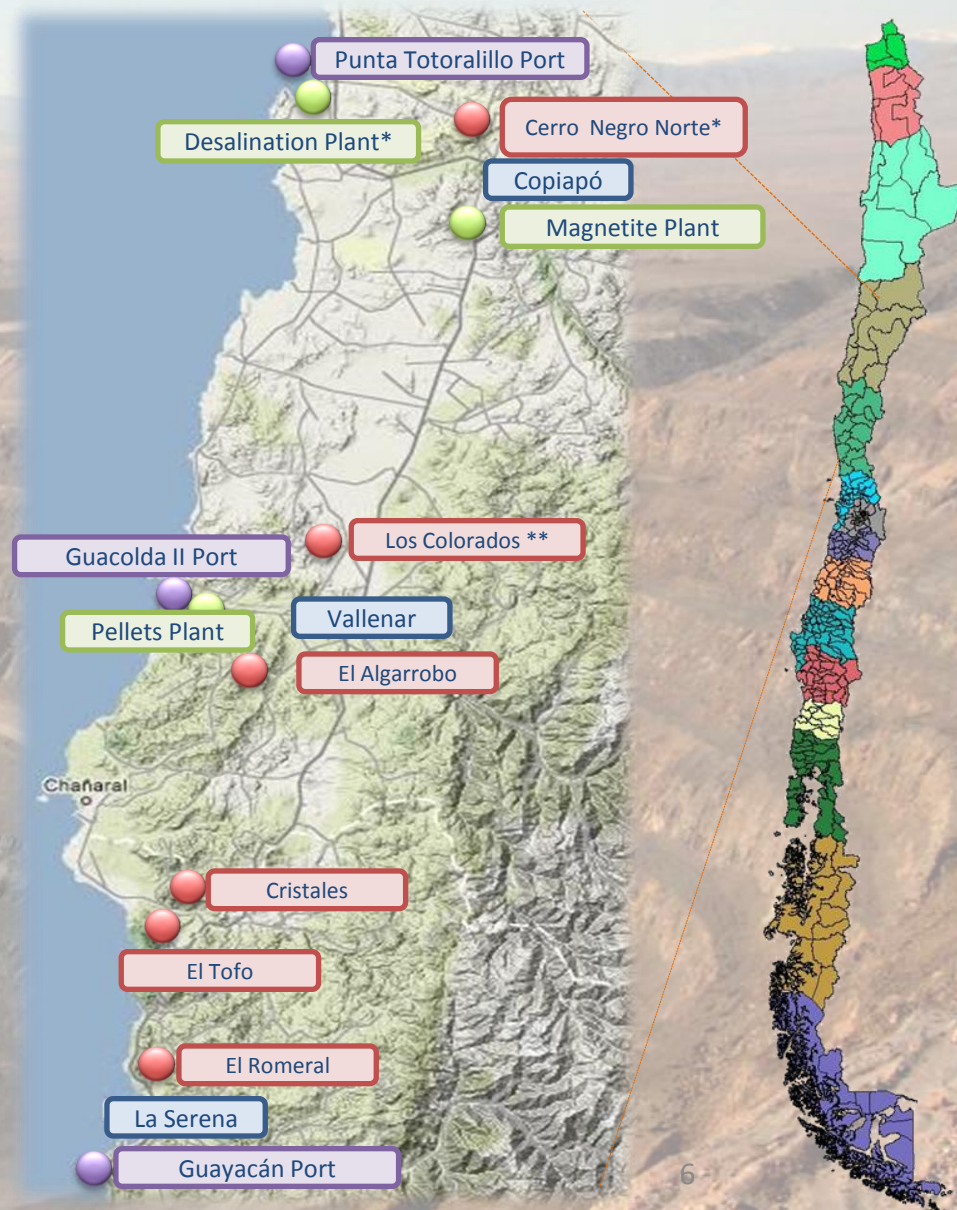 Punta Totoralillo Port
Desalination Plant*
Cerro Negro Norte*
Copiapó
Magnetite Plant
Los Colorados **
Guacolda II Port
Vallenar
Pellets Plant
El Algarrobo
Chañaral
Cristales
El Tofo
El Romeral
La Serena
Guayacán Port
6